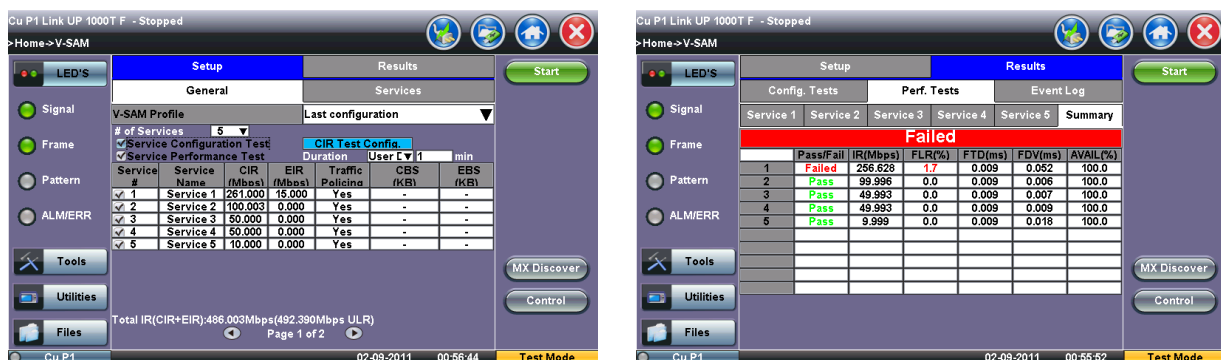 Cu P1 Link UP 1000T F - Stopped
>Home->V-SAM
LED'S
Signal
Frame
Pattern
ALM/ERR
Tools
Utilities
Files
Setup Results
General Services
V-SAM Profile Last configuration
# of Services 5
Service Configuration Test CIR Test Config.
Service Performance Test Duration User 1 min
Service # Service Name CIR (Mbps) EIR (Mbps) Traffic Policing CBS (KB) EBS (KB)
1 Service 1 261.000 15.000 Yes - -
2 Service 2 100.003 0.000 Yes - -
3 Service 3 50.000 0.000 Yes - -
4 Service 4 50.000 0.000 Yes - -
5 Service 5 10.000 0.000 Yes - -
Total IR(CIR+EIR):486.003Mbps(492.390Mbps ULR)
Page 1 of 2
Start
MX Discover
Control
Cu P1 02-09-2011 00:56:44 Test Mode
Cu P1 Link UP 1000T F - Stopped
>Home->V-SAM
LED'S
Signal
Frame
Pattern
ALM/ERR
Tools
Utilities
Files
Setup Results
Config. Tests Perf. Tests Event Log
Service 1 Service 2 Service 3 Service 4 Service 5 Summary
Failed
Pass/Fail IR(Mbps) FLR(%) FTD(ms) FDV(ms) AVAIL(%)
1 Failed 256.628 1.7 0.009 0.052 100.0
2 Pass 99.996 0.0 0.009 0.006 100.0
3 Pass 49.993 0.0 0.009 0.007 100.0
4 Pass 49.993 0.0 0.009 0.009 100.0
5 Pass 9.999 0.0 0.009 0.018 100.0
Start
MX Discover
Control
Cu P1 02-09-2011 00:55:52 Test Mode